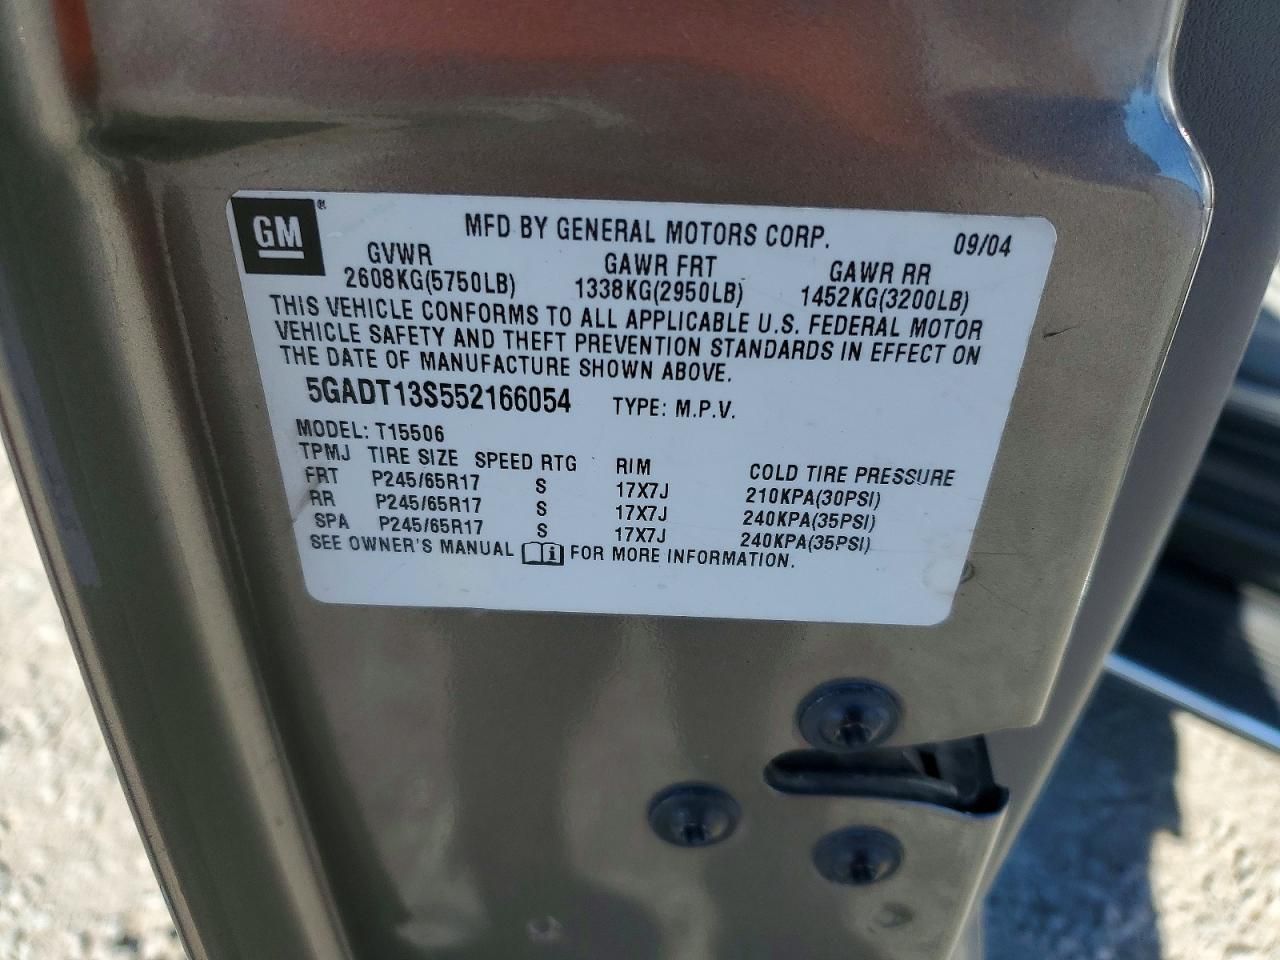 GM®
MFD BY GENERAL MOTORS CORP. 09/04
GVWR GAWR FRT GAWR RR
2608KG(5750LB) 1338KG(2950LB) 1452KG(3200LB)
THIS VEHICLE CONFORMS TO ALL APPLICABLE U.S. FEDERAL MOTOR
VEHICLE SAFETY AND THEFT PREVENTION STANDARDS IN EFFECT ON
THE DATE OF MANUFACTURE SHOWN ABOVE.
5GADT13S552166054 TYPE: M.P.V.
MODEL: T15506
TPMJ TIRE SIZE SPEED RTG RIM COLD TIRE PRESSURE
FRT P245/65R17 S 17X7J 210KPA(30PSI)
RR P245/65R17 S 17X7J 240KPA(35PSI)
SPA P245/65R17 S 17X7J 240KPA(35PSI)
SEE OWNER'S MANUAL i FOR MORE INFORMATION.